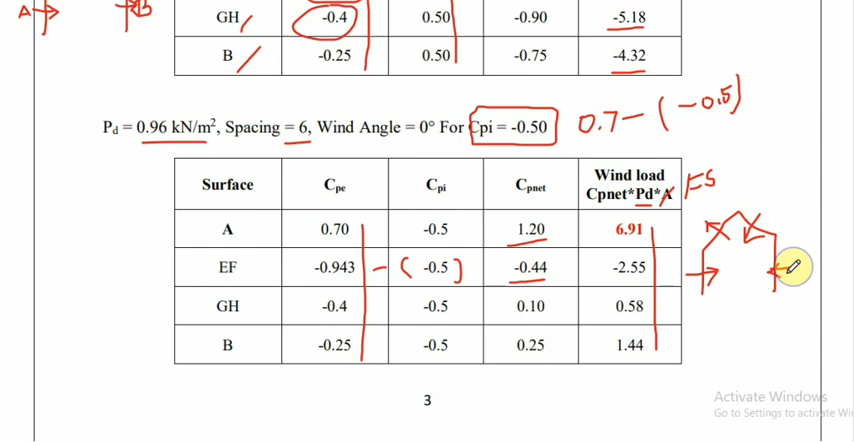 A B GH -0.4 0.50 -0.90 -5.18
B -0.25 0.50 -0.75 -4.32
Pd = 0.96 kN/m², Spacing = 6, Wind Angle = 0° For Cpi = -0.50 0.7 - (-0.5)
Surface Cpe Cpi Cpnet Wind load
Cpnet*Pd*A FS
A 0.70 -0.5 1.20 6.91
EF -0.943 - ( -0.5 ) -0.44 -2.55
GH -0.4 -0.5 0.10 0.58
B -0.25 -0.5 0.25 1.44
3
Activate Windows
Go to Settings to activate Wi